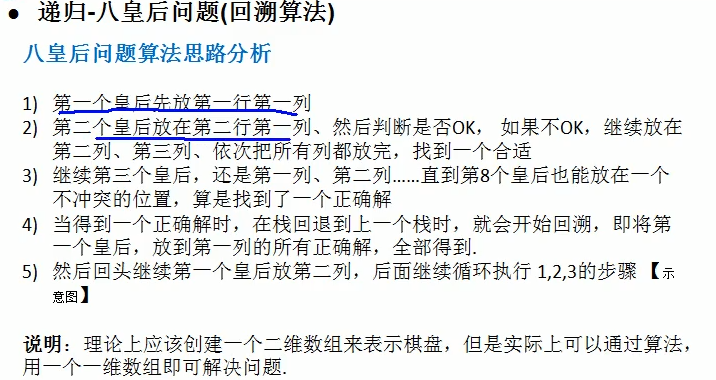 ● 递归-八皇后问题(回溯算法)
八皇后问题算法思路分析
1) 第一个皇后先放第一行第一列
2) 第二个皇后放在第二行第一列、然后判断是否OK， 如果不OK，继续放在
第二列、第三列、依次把所有列都放完，找到一个合适
3) 继续第三个皇后，还是第一列、第二列……直到第8个皇后也能放在一个
不冲突的位置，算是找到了一个正确解
4) 当得到一个正确解时，在栈回退到上一个栈时，就会开始回溯，即将第
一个皇后，放到第一列的所有正确解，全部得到.
5) 然后回头继续第一个皇后放第二列，后面继续循环执行 1,2,3的步骤 【示
意图】
说明：理论上应该创建一个二维数组来表示棋盘，但是实际上可以通过算法，
用一个一维数组即可解决问题.